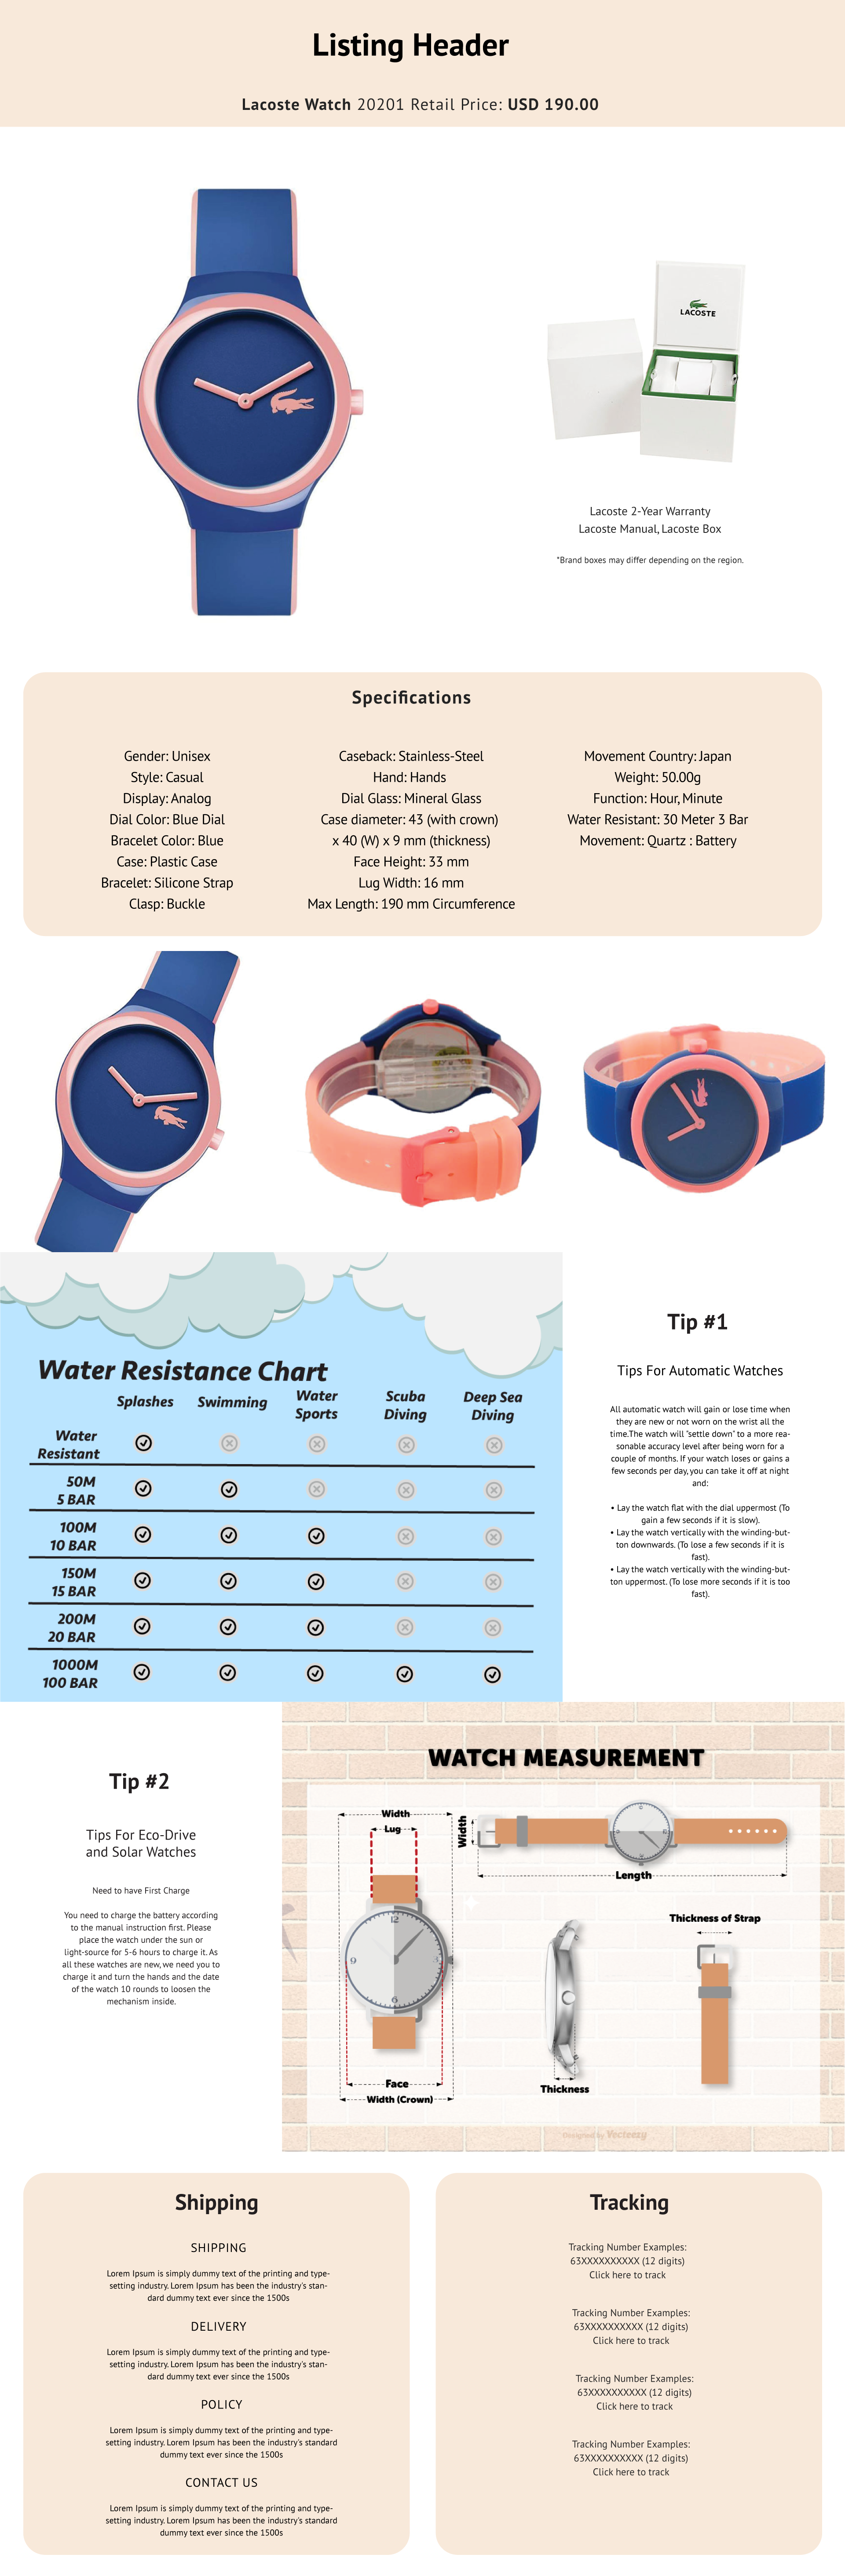 Listing Header
Lacoste Watch 20201 Retail Price: USD 190.00
LACOSTE
Lacoste 2-Year Warranty
Lacoste Manual, Lacoste Box
*Brand boxes may differ depending on the region.
Specifications
Gender: Unisex
Style: Casual
Display: Analog
Dial Color: Blue Dial
Bracelet Color: Blue
Case: Plastic Case
Bracelet: Silicone Strap
Clasp: Buckle
Caseback: Stainless-Steel
Hand: Hands
Dial Glass: Mineral Glass
Case diameter: 43 (with crown)
x 40 (W) x 9 mm (thickness)
Face Height: 33 mm
Lug Width: 16 mm
Max Length: 190 mm Circumference
Movement Country: Japan
Weight: 50.00g
Function: Hour, Minute
Water Resistant: 30 Meter 3 Bar
Movement: Quartz : Battery
Water Resistance Chart
Splashes Swimming Water Sports Scuba Diving Deep Sea Diving
Water
Resistant
50M
5 BAR
100M
10 BAR
150M
15 BAR
200M
20 BAR
1000M
100 BAR
Tip #1
Tips For Automatic Watches
All automatic watch will gain or lose time when
they are new or not worn on the wrist all the
time.The watch will "settle down" to a more rea-
sonable accuracy level after being worn for a
couple of months. If your watch loses or gains a
few seconds per day, you can take it off at night
and:
• Lay the watch flat with the dial uppermost (To
gain a few seconds if it is slow).
• Lay the watch vertically with the winding-but-
ton downwards. (To lose a few seconds if it is
fast).
• Lay the watch vertically with the winding-but-
ton uppermost. (To lose more seconds if it is too
fast).
Tip #2
Tips For Eco-Drive
and Solar Watches
Need to have First Charge
You need to charge the battery according
to the manual instruction first. Please
place the watch under the sun or
light-source for 5-6 hours to charge it. As
all these watches are new, we need you to
charge it and turn the hands and the date
of the watch 10 rounds to loosen the
mechanism inside.
WATCH MEASUREMENT
Width
Lug
Width
Length
12
9
6
Thickness of Strap
Face
Width (Crown)
Thickness
Designed by Vecteezy
Shipping
SHIPPING
Lorem Ipsum is simply dummy text of the printing and type-
setting industry. Lorem Ipsum has been the industry's stan-
dard dummy text ever since the 1500s
DELIVERY
Lorem Ipsum is simply dummy text of the printing and type-
setting industry. Lorem Ipsum has been the industry's stan-
dard dummy text ever since the 1500s
POLICY
Lorem Ipsum is simply dummy text of the printing and type-
setting industry. Lorem Ipsum has been the industry's standard
dummy text ever since the 1500s
CONTACT US
Lorem Ipsum is simply dummy text of the printing and type-
setting industry. Lorem Ipsum has been the industry's standard
dummy text ever since the 1500s
Tracking
Tracking Number Examples:
63XXXXXXXXXX (12 digits)
Click here to track
Tracking Number Examples:
63XXXXXXXXXX (12 digits)
Click here to track
Tracking Number Examples:
63XXXXXXXXXX (12 digits)
Click here to track
Tracking Number Examples:
63XXXXXXXXXX (12 digits)
Click here to track